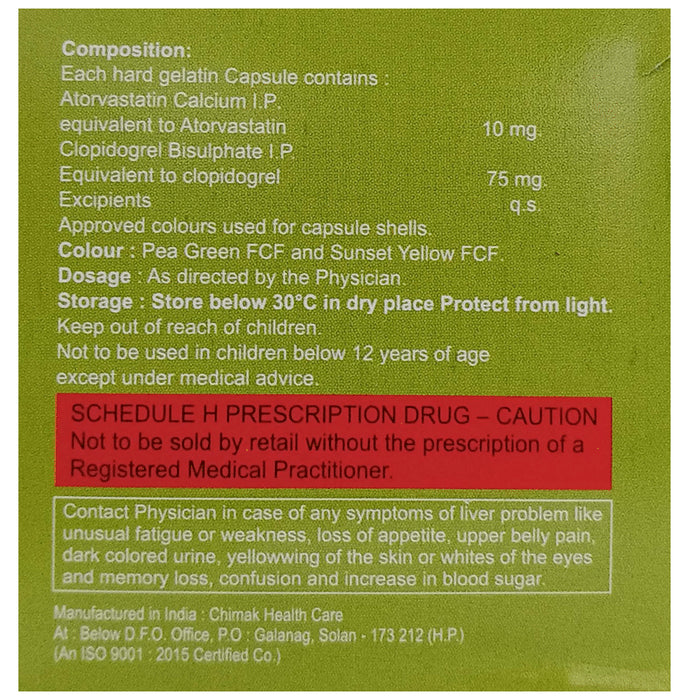 Composition:
Each hard gelatin Capsule contains :
Atorvastatin Calcium I.P.
equivalent to Atorvastatin 10 mg.
Clopidogrel Bisulphate I.P.
Equivalent to clopidogrel 75 mg.
Excipients q.s.
Approved colours used for capsule shells.
Colour : Pea Green FCF and Sunset Yellow FCF.
Dosage : As directed by the Physician.
Storage : Store below 30°C in dry place Protect from light.
Keep out of reach of children.
Not to be used in children below 12 years of age
except under medical advice.
SCHEDULE H PRESCRIPTION DRUG – CAUTION
Not to be sold by retail without the prescription of a
Registered Medical Practitioner.
Contact Physician in case of any symptoms of liver problem like
unusual fatigue or weakness, loss of appetite, upper belly pain,
dark colored urine, yellowwing of the skin or whites of the eyes
and memory loss, confusion and increase in blood sugar.
Manufactured in India : Chimak Health Care
At : Below D.F.O. Office, P.O : Galanag, Solan - 173 212 (H.P.)
(An ISO 9001 : 2015 Certified Co.)